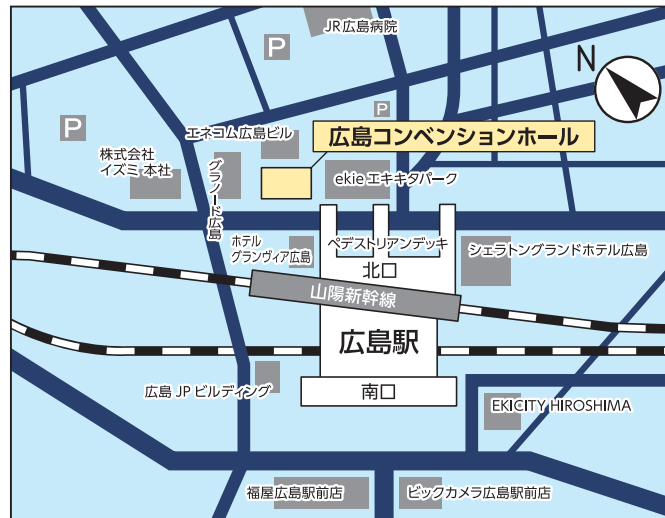 JR広島病院
P
N
P
P
エネコム広島ビル
広島コンベンションホール
株式会社
イズミ 本社
グラノード広島
ekie エキキタパーク
ホテル
グランヴィア広島
ペデストリアンデッキ
シェラトングランドホテル広島
北口
山陽新幹線
広島駅
広島 JP ビルディング
南口
EKICITY HIROSHIMA
福屋広島駅前店
ビックカメラ広島駅前店